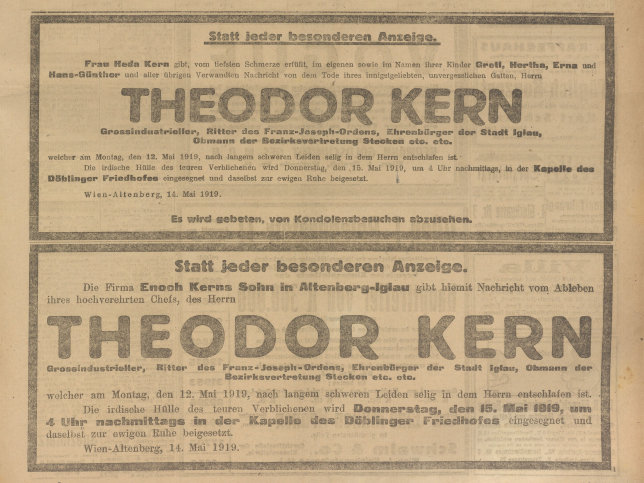 Statt jeder besonderen Anzeige.
Frau Heda Kern gibt, vom tiefsten Schmerze erfüllt, im eigenen sowie im Namen ihrer Kinder Gretl, Hertha, Erna und
Hans-Günther und aller übrigen Verwandten Nachricht von dem Tode ihres innigstgeliebten, unvergesslichen Gatten, Herrn
THEODOR KERN
Grossindustrieller, Ritter des Franz-Joseph-Ordens, Ehrenbürger der Stadt Iglau,
Obmann der Bezirksvertretung Stecken etc. etc.
welcher am Montag, den 12. Mai 1919, nach langem schweren Leiden selig in dem Herrn entschlafen ist.
Die irdische Hülle des teuren Verblichenen wird Donnerstag, den 15. Mai 1919, um 4 Uhr nachmittags, in der Kapelle des
Döblinger Friedhofes eingesegnet und daselbst zur ewigen Ruhe beigesetzt.
Wien-Altenberg, 14. Mai 1919.
Es wird gebeten, von Kondolenzbesuchen abzusehen.
Statt jeder besonderen Anzeige.
Die Firma Enoch Kerns Sohn in Altenberg-Iglau gibt hiemit Nachricht vom Ableben
ihres hochverehrten Chefs, des Herrn
THEODOR KERN
Grossindustrieller, Ritter des Franz-Joseph-Ordens, Ehrenbürger der Stadt Iglau, Obmann der
Bezirksvertretung Stecken etc. etc.
welcher am Montag, den 12. Mai 1919, nach langem schweren Leiden selig in dem Herrn entschlafen ist.
Die irdische Hülle des teuren Verblichenen wird Donnerstag, den 15. Mai 1919, um
4 Uhr nachmittags in der Kapelle des Döblinger Friedhofes eingesegnet und
daselbst zur ewigen Ruhe beigesetzt.
Wien-Altenberg, 14. Mai 1919.